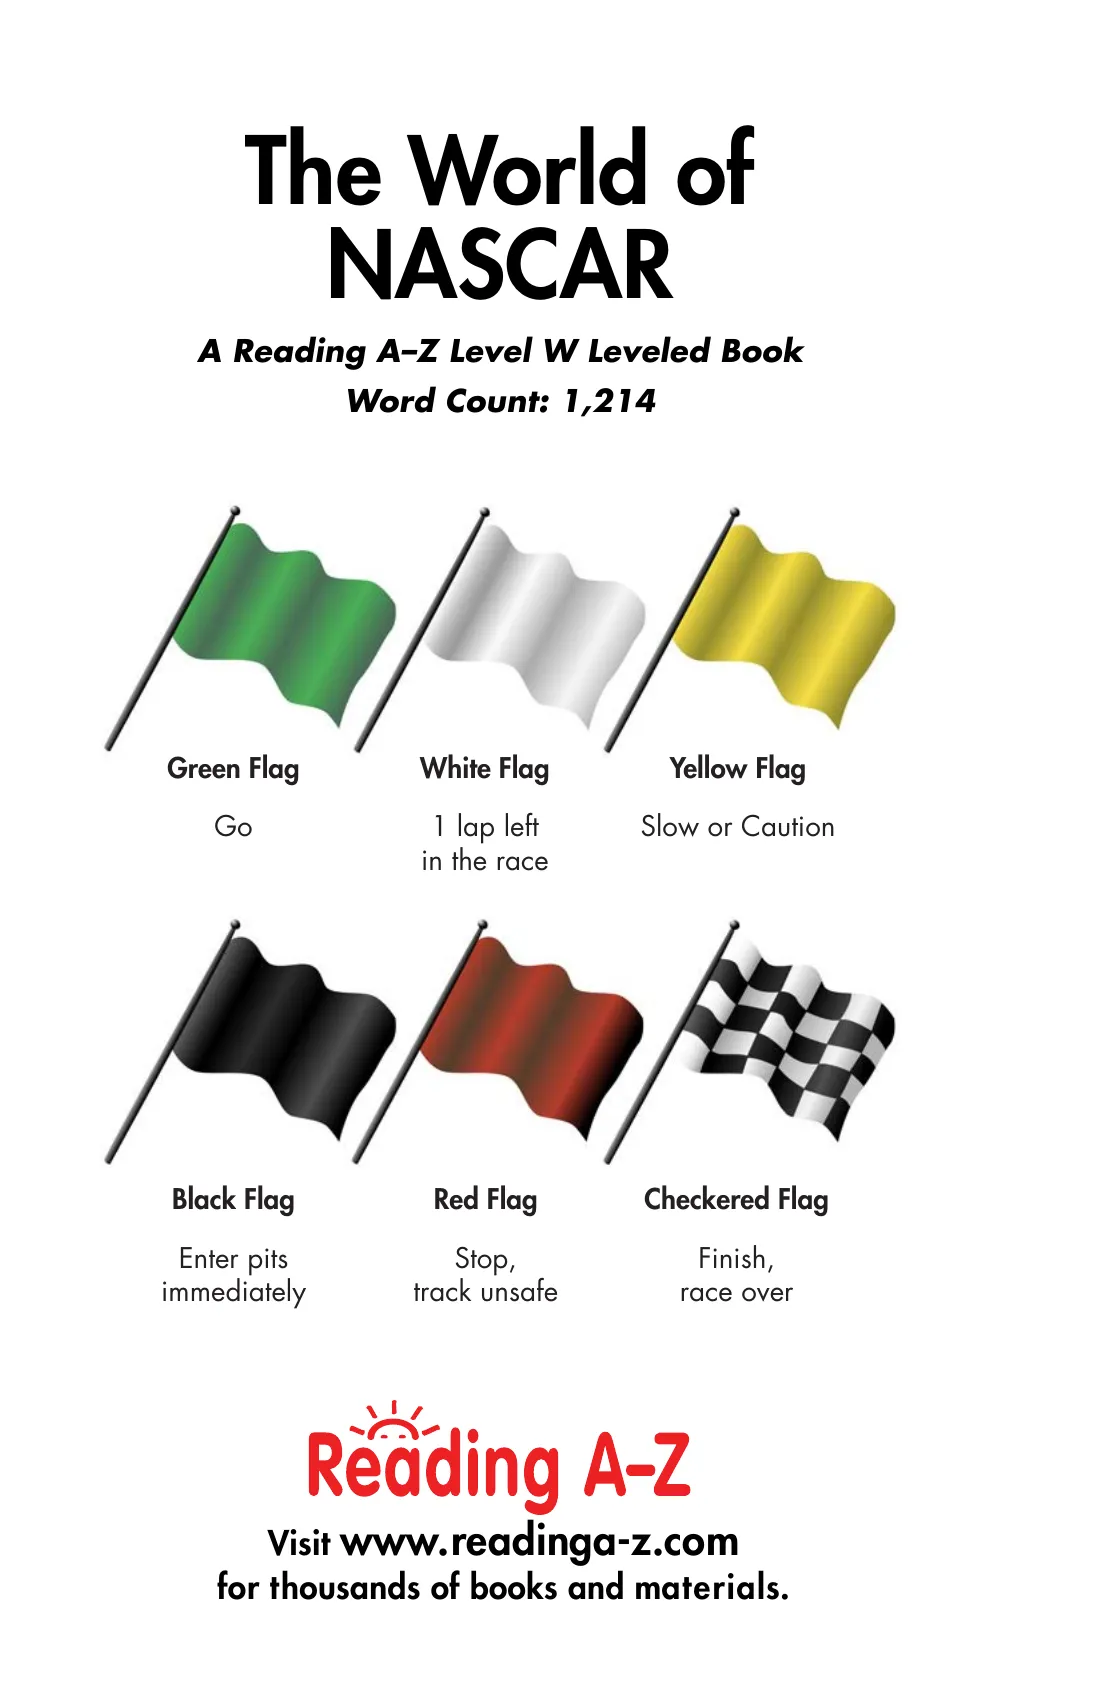 The World of
NASCAR
A Reading A–Z Level W Leveled Book
Word Count: 1,214
Green Flag
White Flag
Yellow Flag
Go
1 lap left
in the race
Slow or Caution
Black Flag
Red Flag
Checkered Flag
Enter pits
immediately
Stop,
track unsafe
Finish,
race over
Reading A–Z
Visit www.readinga-z.com
for thousands of books and materials.